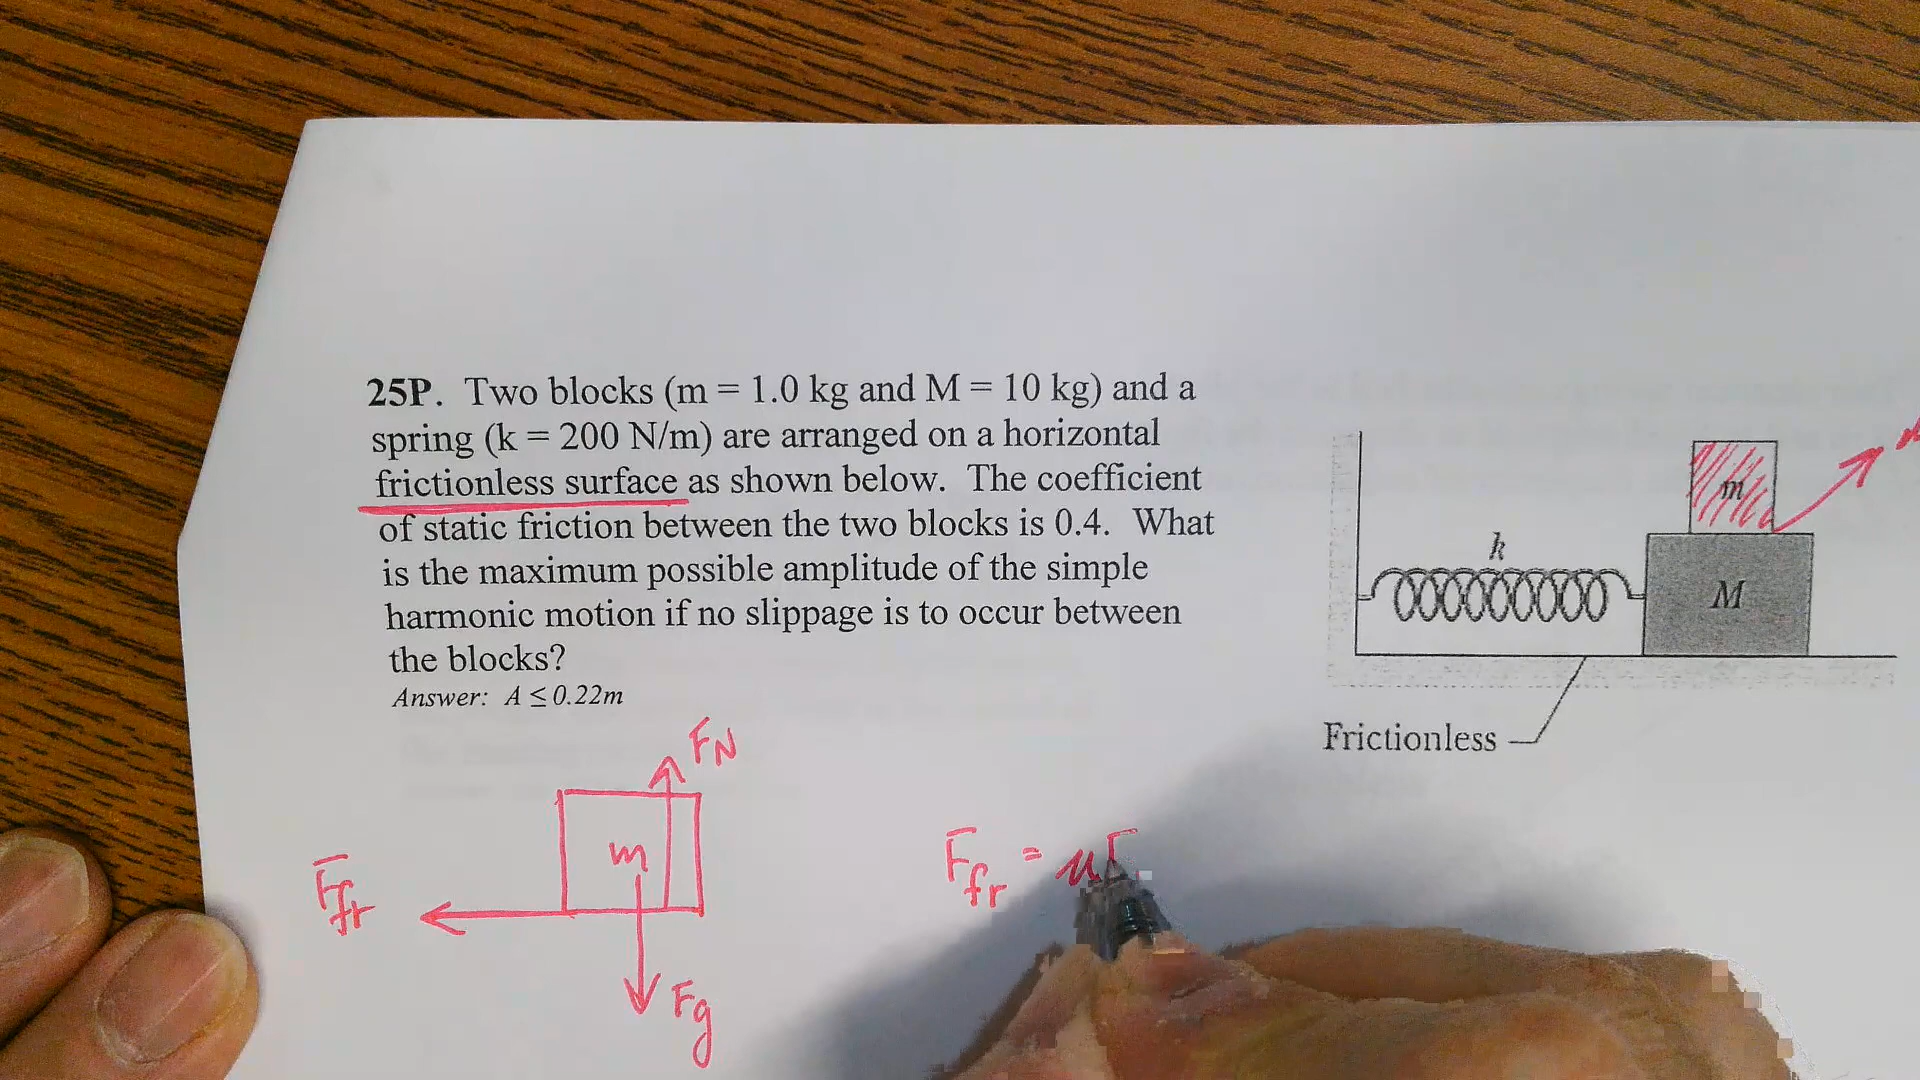 25P. Two blocks (m = 1.0 kg and M = 10 kg) and a
spring (k = 200 N/m) are arranged on a horizontal
frictionless surface as shown below. The coefficient
of static friction between the two blocks is 0.4. What
is the maximum possible amplitude of the simple
harmonic motion if no slippage is to occur between
the blocks?
Answer: A ≤ 0.22m
m
k
M
Frictionless
FN
m
Ffr
Fg
Ffr = μF